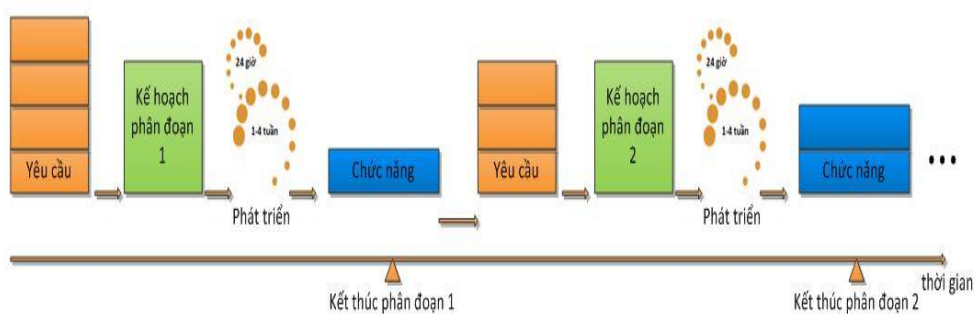 Yêu cầu
Kế hoạch
phân đoạn
1
24 giờ
1-4 tuần
Phát triển
Chức năng
Yêu cầu
Kế hoạch
phân đoạn
2
24 giờ
1-4 tuần
Phát triển
Chức năng
...
thời gian
Kết thúc phân đoạn 1
Kết thúc phân đoạn 2